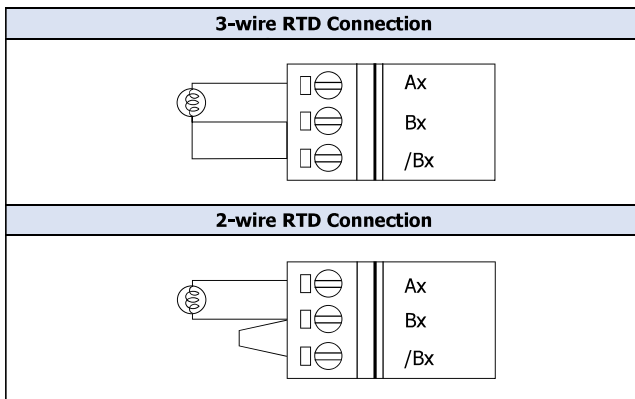 3-wire RTD Connection
Ax
Bx
/Bx
2-wire RTD Connection
Ax
Bx
/Bx